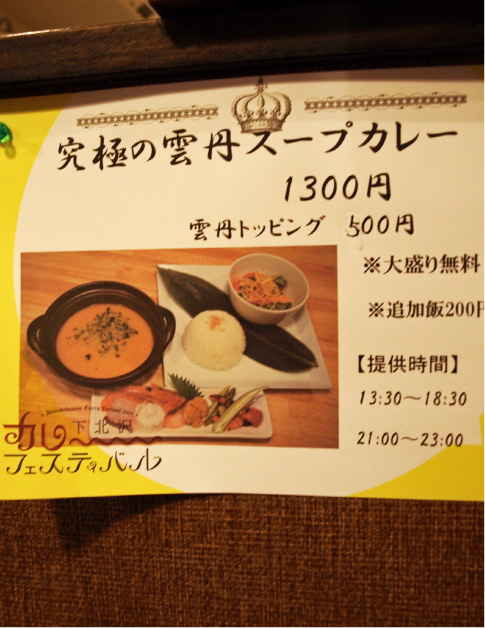 究極の雲丹スープカレー
1300円
雲丹トッピング 500円
※大盛り無料
※追加飯200円
【提供時間】
13:30～18:30
21:00～23:00
下北沢
カレー
フェスティバル